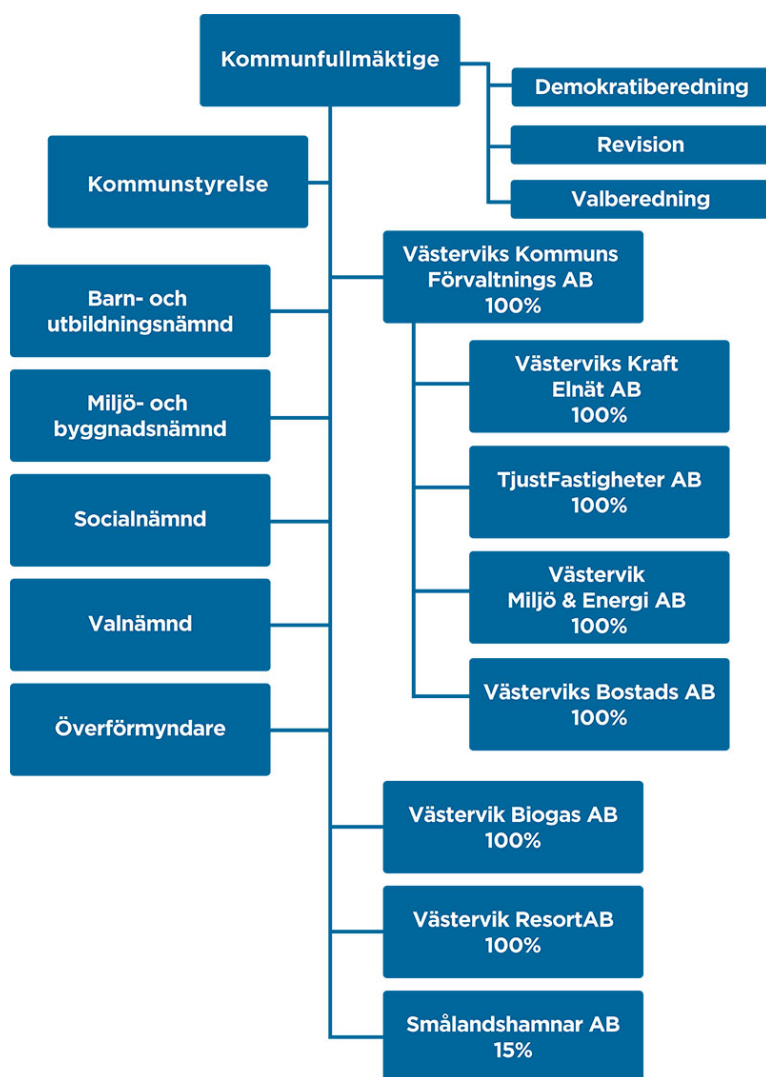 Kommunfullmäktige
Demokratiberedning
Revision
Valberedning
Kommunstyrelse
Barn- och
utbildningsnämnd
Miljö- och
byggnadsnämnd
Socialnämnd
Valnämnd
Överförmyndare
Västerviks Kommuns
Förvaltnings AB
100%
Västerviks Kraft
Elnät AB
100%
TjustFastigheter AB
100%
Västervik
Miljö & Energi AB
100%
Västerviks Bostads AB
100%
Västervik Biogas AB
100%
Västervik ResortAB
100%
Smålandshamnar AB
15%